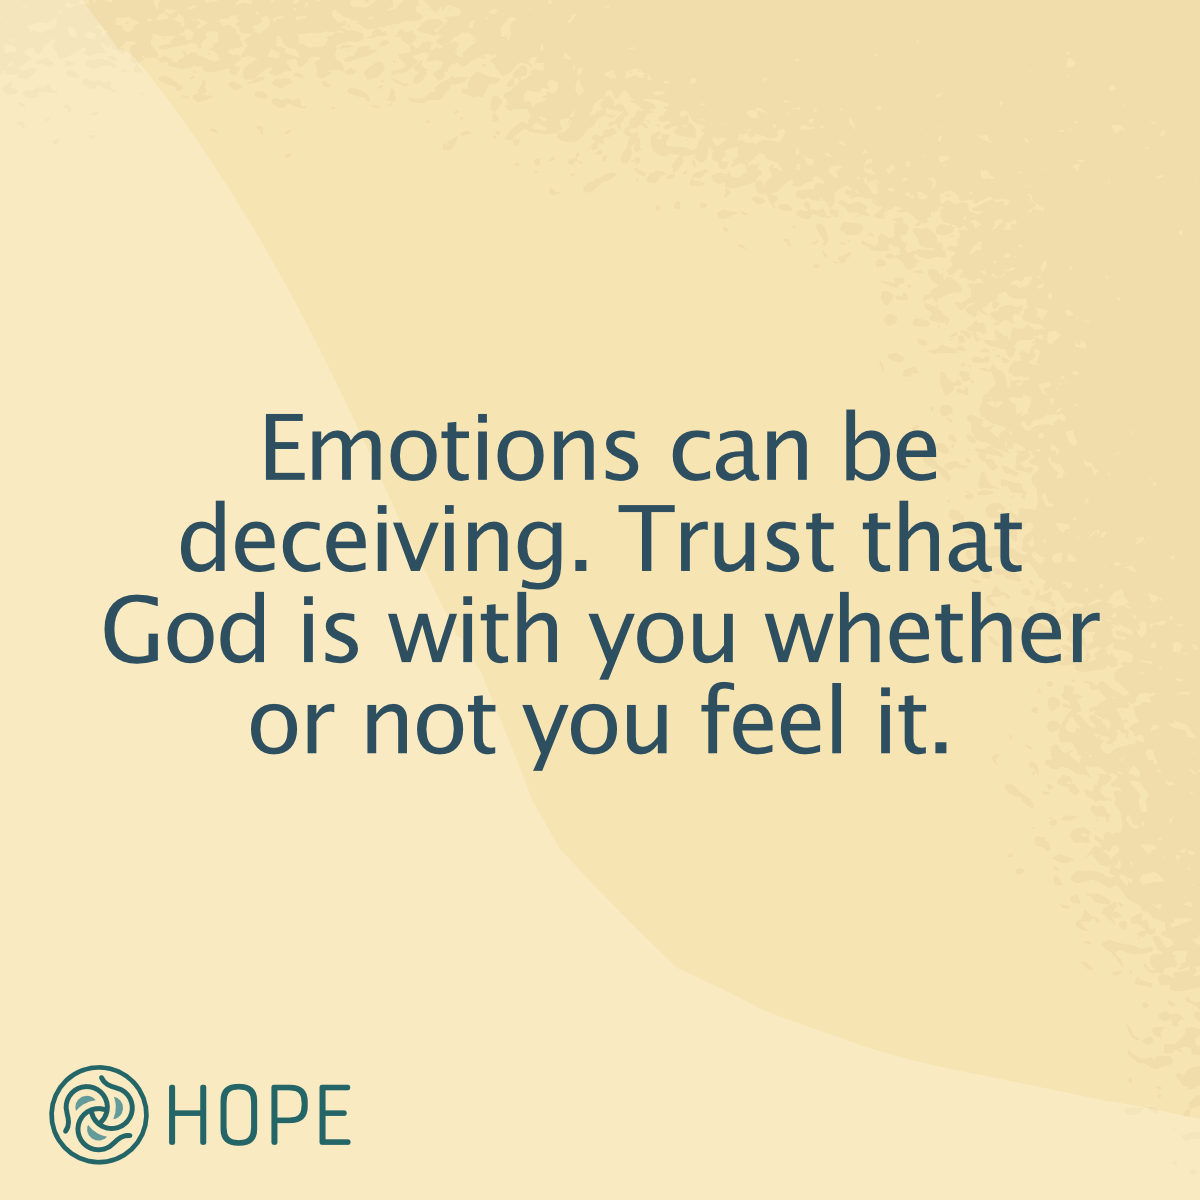 Emotions can be
deceiving. Trust that
God is with you whether
or not you feel it.
HOPE